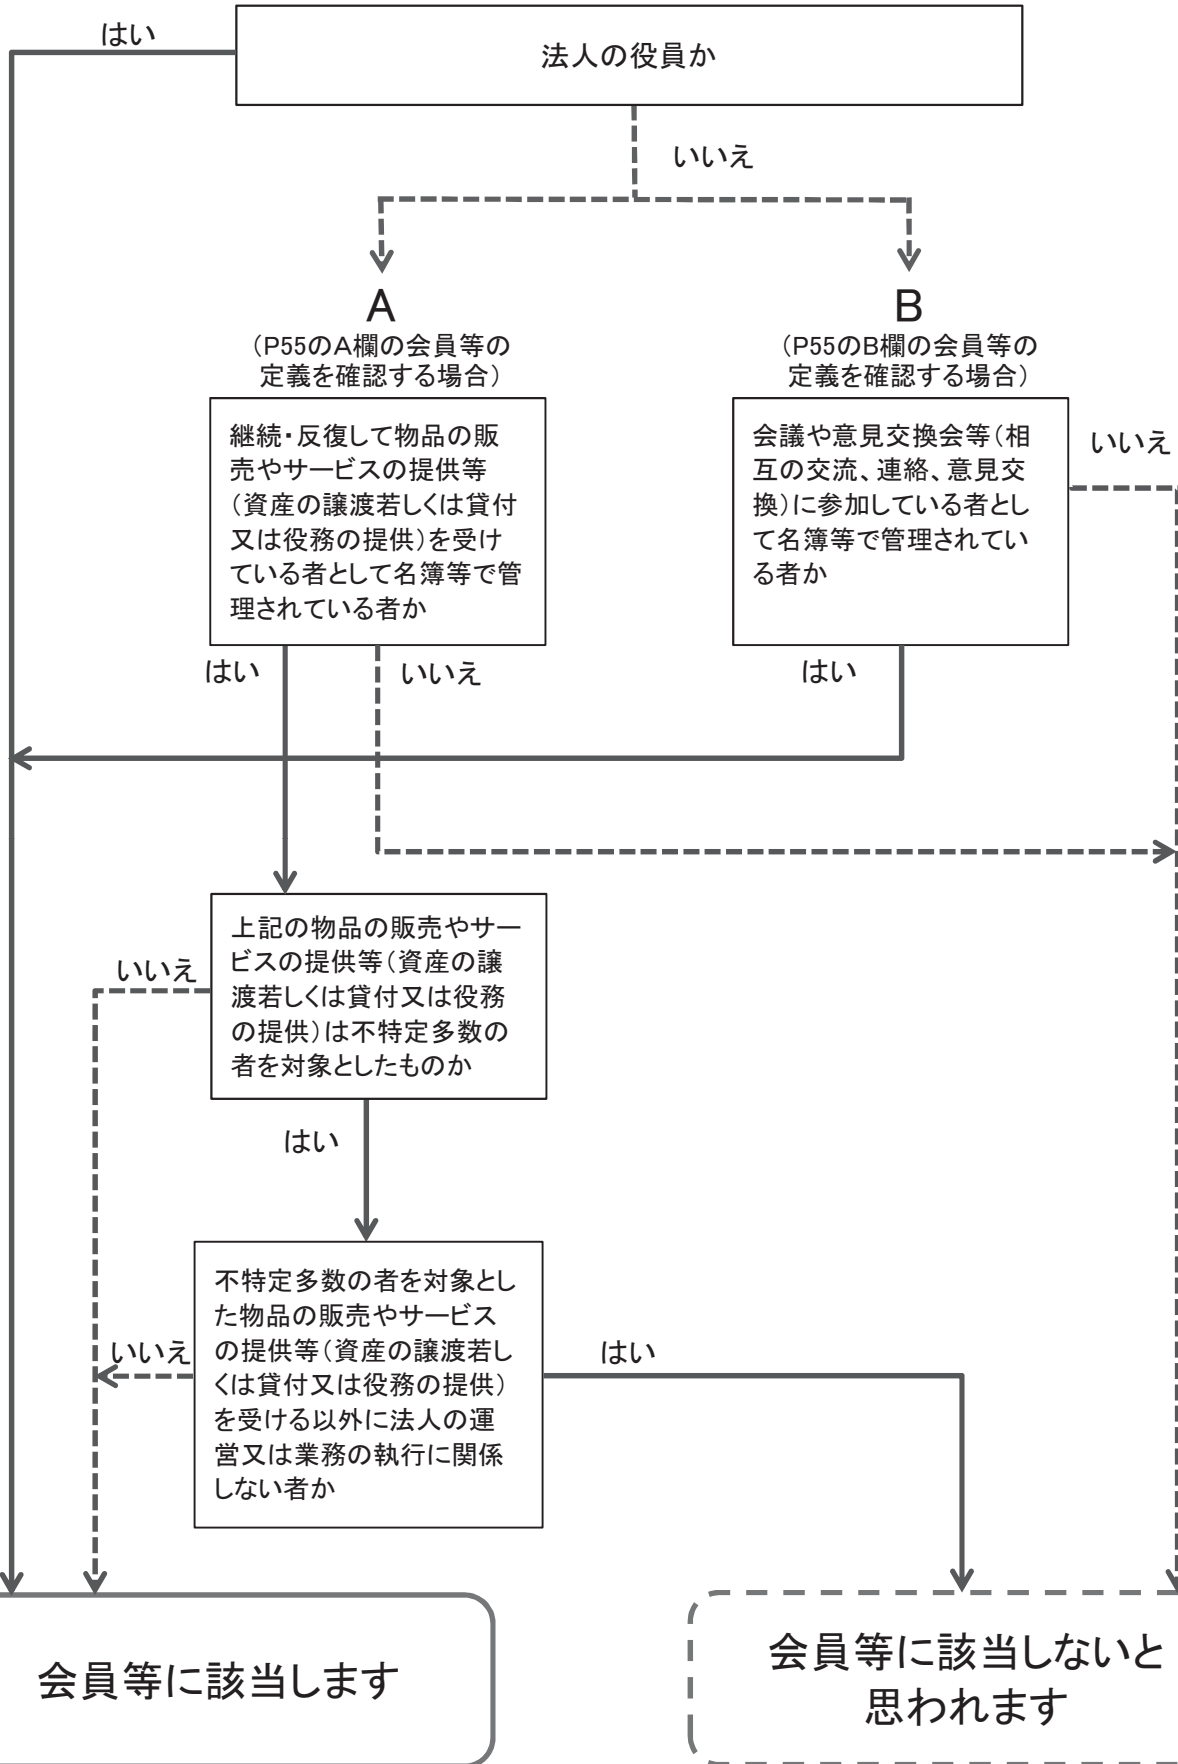 はい
法人の役員か
いいえ
A
(P55のA欄の会員等の
定義を確認する場合)
B
(P55のB欄の会員等の
定義を確認する場合)
継続・反復して物品の販
売やサービスの提供等
(資産の譲渡若しくは貸付
又は役務の提供)を受け
ている者として名簿等で管
理されている者か
会議や意見交換会等(相
互の交流、連絡、意見交
換)に参加している者とし
て名簿等で管理されてい
る者か
いいえ
はい
いいえ
はい
上記の物品の販売やサー
ビスの提供等(資産の譲
渡若しくは貸付又は役務
の提供)は不特定多数の
者を対象としたものか
いいえ
はい
不特定多数の者を対象とし
た物品の販売やサービス
の提供等(資産の譲渡若し
くは貸付又は役務の提供)
を受ける以外に法人の運
営又は業務の執行に関係
しない者か
いいえ
はい
会員等に該当します
会員等に該当しないと
思われます